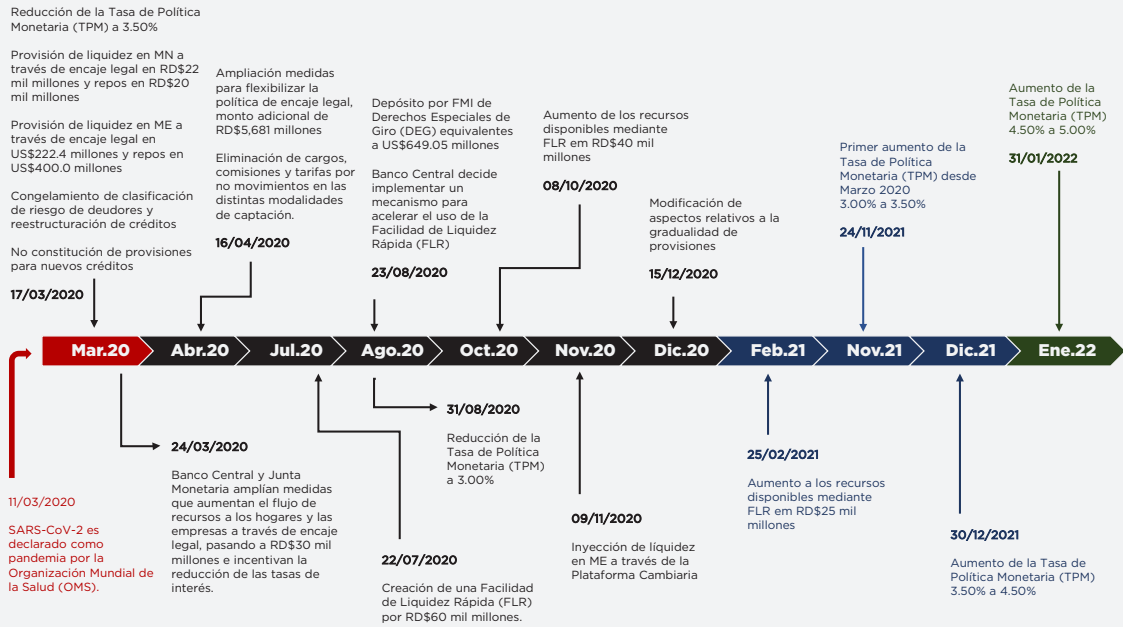 Reducción de la Tasa de Política
Monetaria (TPM) a 3.50%
Provisión de liquidez en MN a
través de encaje legal en RD$22
mil millones y repos en RD$20
mil millones
Provisión de liquidez en ME a
través de encaje legal en
US$222.4 millones y repos en
US$400.0 millones
Congelamiento de clasificación
de riesgo de deudores y
reestructuración de créditos
No constitución de provisiones
para nuevos créditos
17/03/2020
Ampliación medidas
para flexibilizar la
política de encaje legal,
monto adicional de
RD$5,681 millones
Eliminación de cargos,
comisiones y tarifas por
no movimientos en las
distintas modalidades
de captación.
16/04/2020
Depósito por FMI de
Derechos Especiales de
Giro (DEG) equivalentes
a US$649.05 millones
Banco Central decide
implementar un
mecanismo para
acelerar el uso de la
Facilidad de Liquidez
Rápida (FLR)
23/08/2020
Aumento de los recursos
disponibles mediante
FLR em RD$40 mil
millones
08/10/2020
Modificación de
aspectos relativos a la
gradualidad de
provisiones
15/12/2020
Primer aumento de la
Tasa de Política
Monetaria (TPM) desde
Marzo 2020
3.00% a 3.50%
24/11/2021
Aumento de la
Tasa de Política
Monetaria (TPM)
4.50% a 5.00%
31/01/2022
Mar.20 Abr.20 Jul.20 Ago.20 Oct.20 Nov.20 Dic.20 Feb.21 Nov.21 Dic.21 Ene.22
11/03/2020
SARS-CoV-2 es
declarado como
pandemia por la
Organización Mundial de
la Salud (OMS).
24/03/2020
Banco Central y Junta
Monetaria amplían medidas
que aumentan el flujo de
recursos a los hogares y las
empresas a través de encaje
legal, pasando a RD$30 mil
millones e incentivan la
reducción de las tasas de
interés.
22/07/2020
Creación de una Facilidad
de Liquidez Rápida (FLR)
por RD$60 mil millones.
31/08/2020
Reducción de la
Tasa de Política
Monetaria (TPM)
a 3.00%
09/11/2020
Inyección de líquidez
en ME a través de la
Plataforma Cambiaria
25/02/2021
Aumento a los recursos
disponibles mediante
FLR em RD$25 mil
millones
30/12/2021
Aumento de la Tasa de
Política Monetaria (TPM)
3.50% a 4.50%